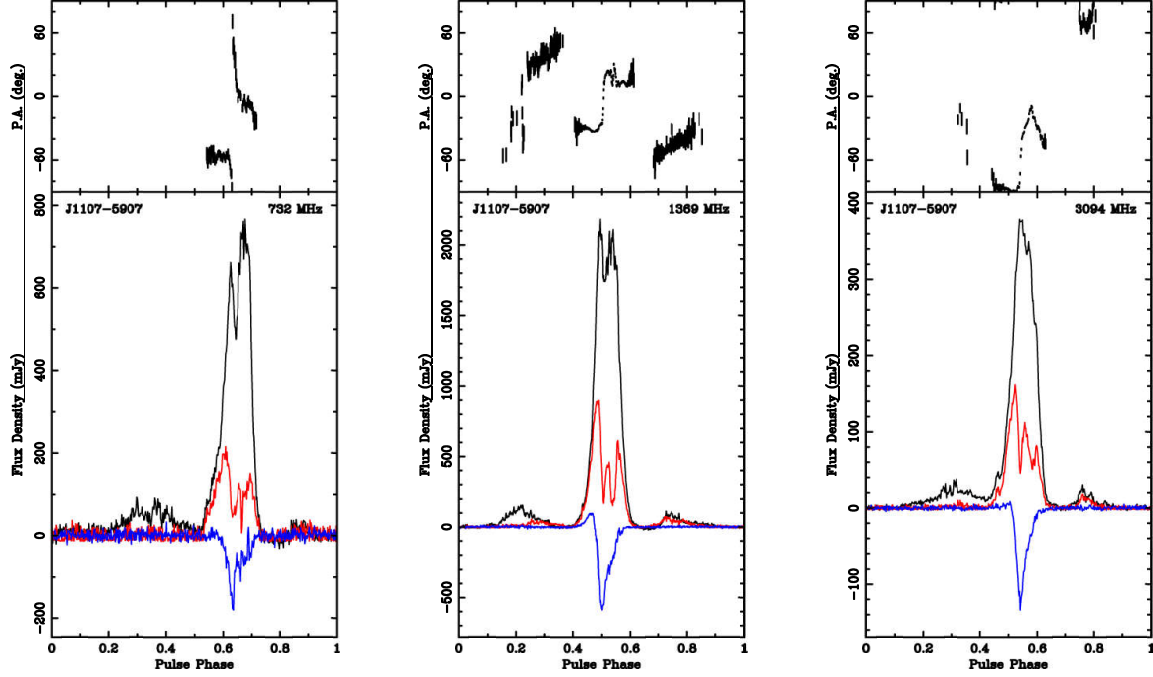 P.A. (deg.)
60
0
−60
J1107−5907 732 MHz
Flux Density (mJy)
800
600
400
200
0
−200
0 0.2 0.4 0.6 0.8 1
Pulse Phase
P.A. (deg.)
60
0
−60
J1107−5907 1369 MHz
Flux Density (mJy)
2000
1500
1000
500
0
−500
0 0.2 0.4 0.6 0.8 1
Pulse Phase
P.A. (deg.)
60
0
−60
J1107−5907 3094 MHz
Flux Density (mJy)
400
300
200
100
0
−100
0 0.2 0.4 0.6 0.8 1
Pulse Phase